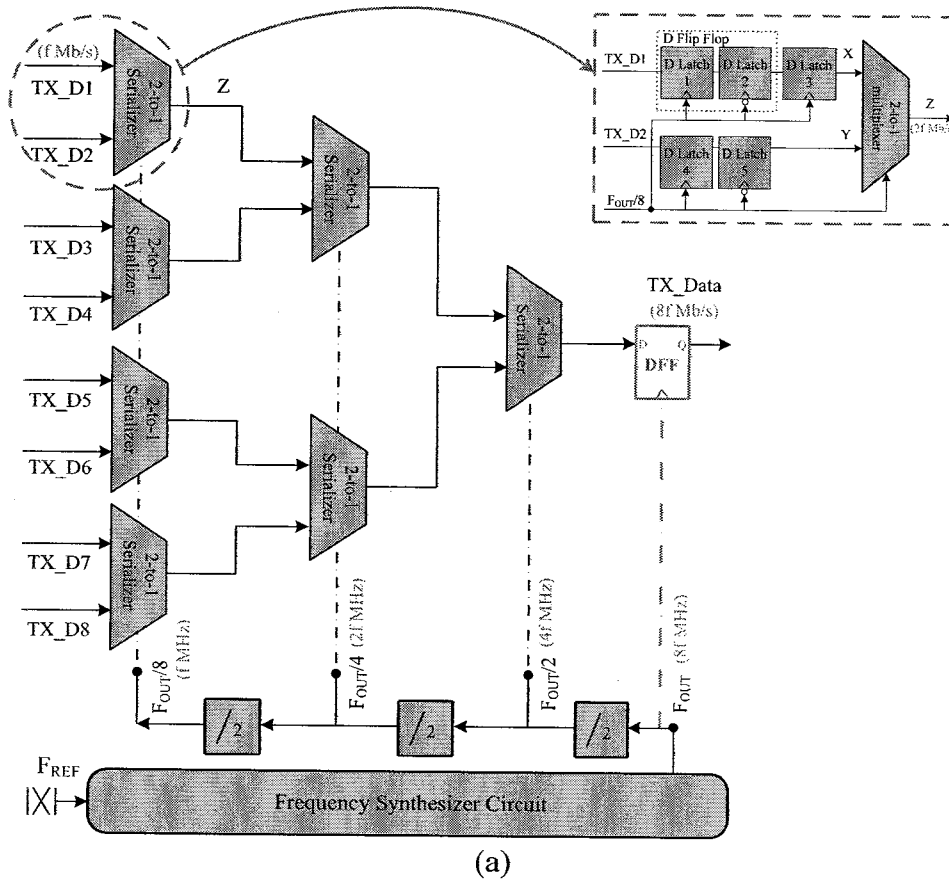 (f Mb/s)
TX_D1
TX_D2
2-to-1
Serializer
Z
TX_D3
TX_D4
2-to-1
Serializer
TX_D5
TX_D6
2-to-1
Serializer
TX_D7
TX_D8
2-to-1
Serializer
2-to-1
Serializer
2-to-1
Serializer
2-to-1
Serializer
TX_Data
(8f Mb/s)
D Q
DFF
TX_D1
D Flip Flop
D Latch
1
D Latch
2
D Latch
3
X
TX_D2
D Latch
4
D Latch
5
Y
2-to-1
multiplexer
Z
(2f Mb/s)
FOUT/8
FOUT/8
(f MHz)
FOUT/4
(2f MHz)
FOUT/2
(4f MHz)
FOUT
(8f MHz)
/2
/2
/2
FREF
Frequency Synthesizer Circuit
(a)